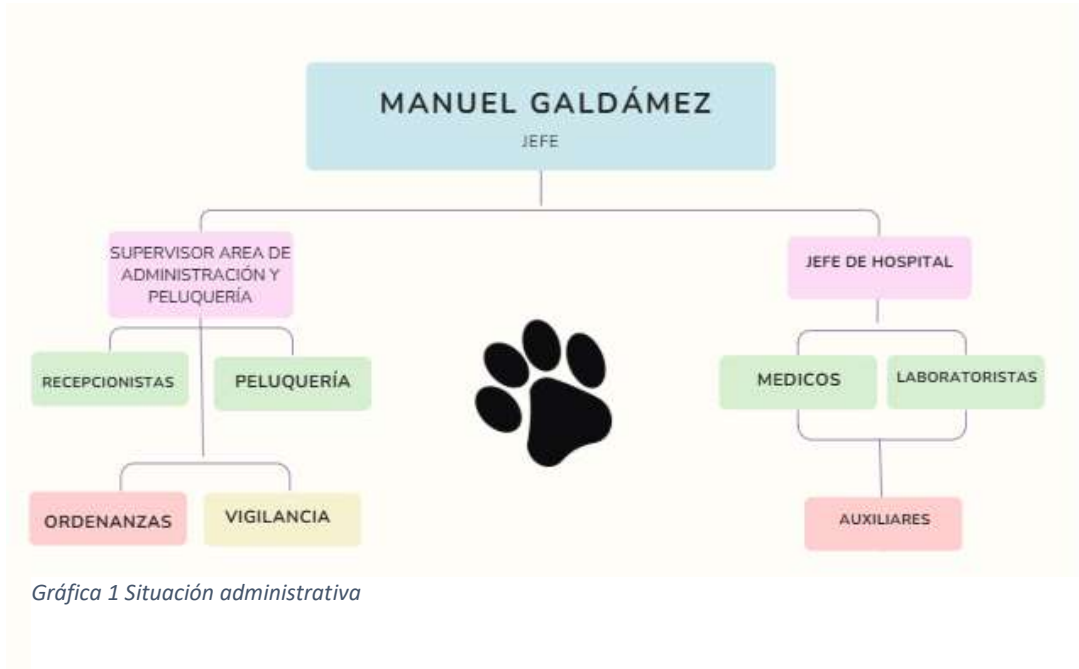 MANUEL GALDÁMEZ
JEFE
SUPERVISOR AREA DE
ADMINISTRACIÓN Y
PELUQUERÍA
JEFE DE HOSPITAL
RECEPCIONISTAS
PELUQUERÍA
MEDICOS
LABORATORISTAS
ORDENANZAS
VIGILANCIA
AUXILIARES
Gráfica 1 Situación administrativa